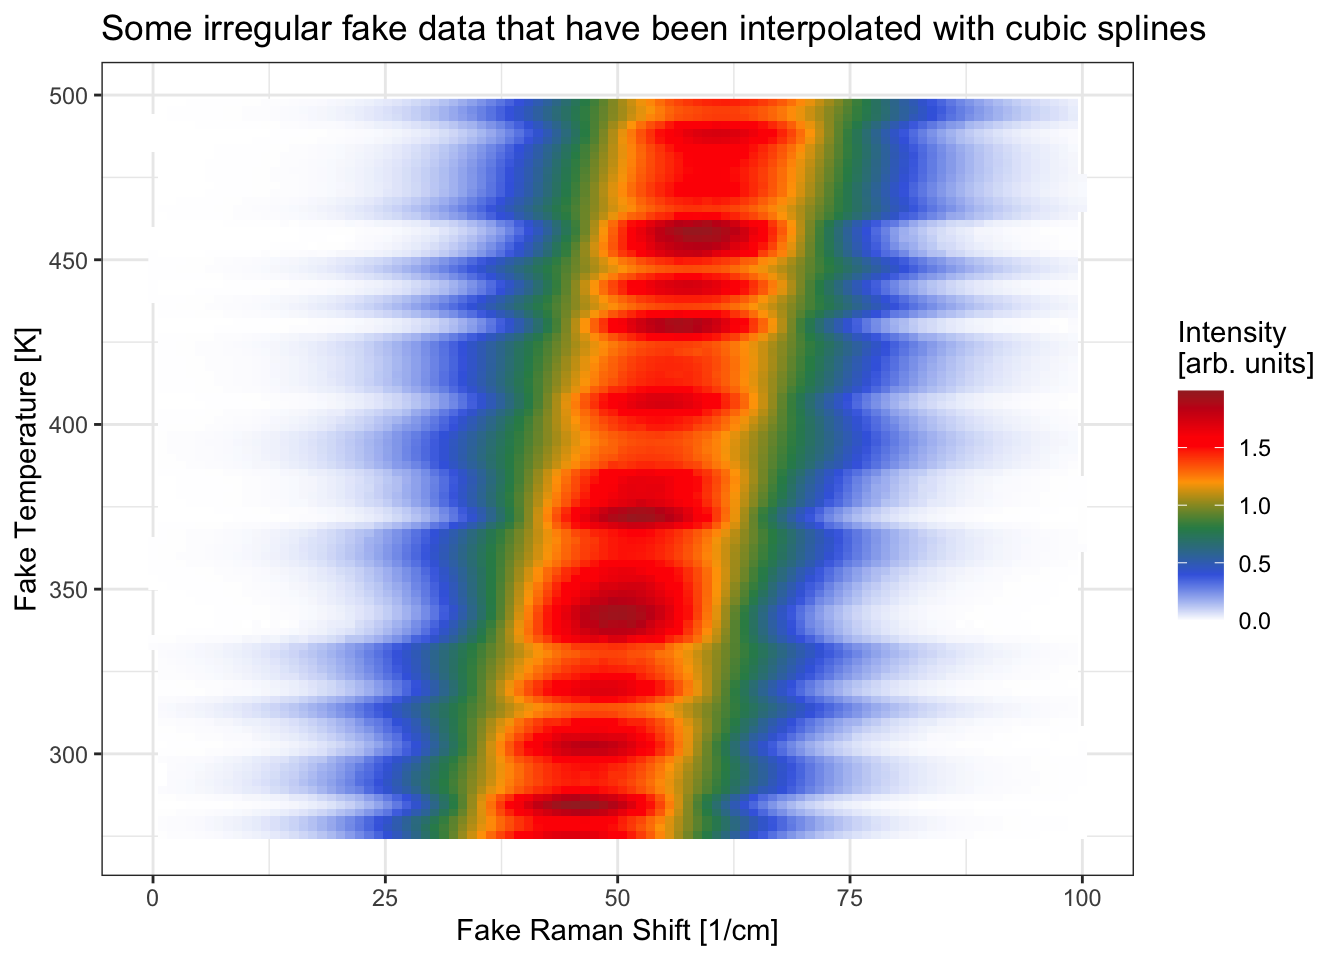 Some irregular fake data that have been interpolated with cubic splines
500
450
400
350
300
Fake Temperature [K]
0 25 50 75 100
Fake Raman Shift [1/cm]
Intensity
[arb. units]
1.5
1.0
0.5
0.0